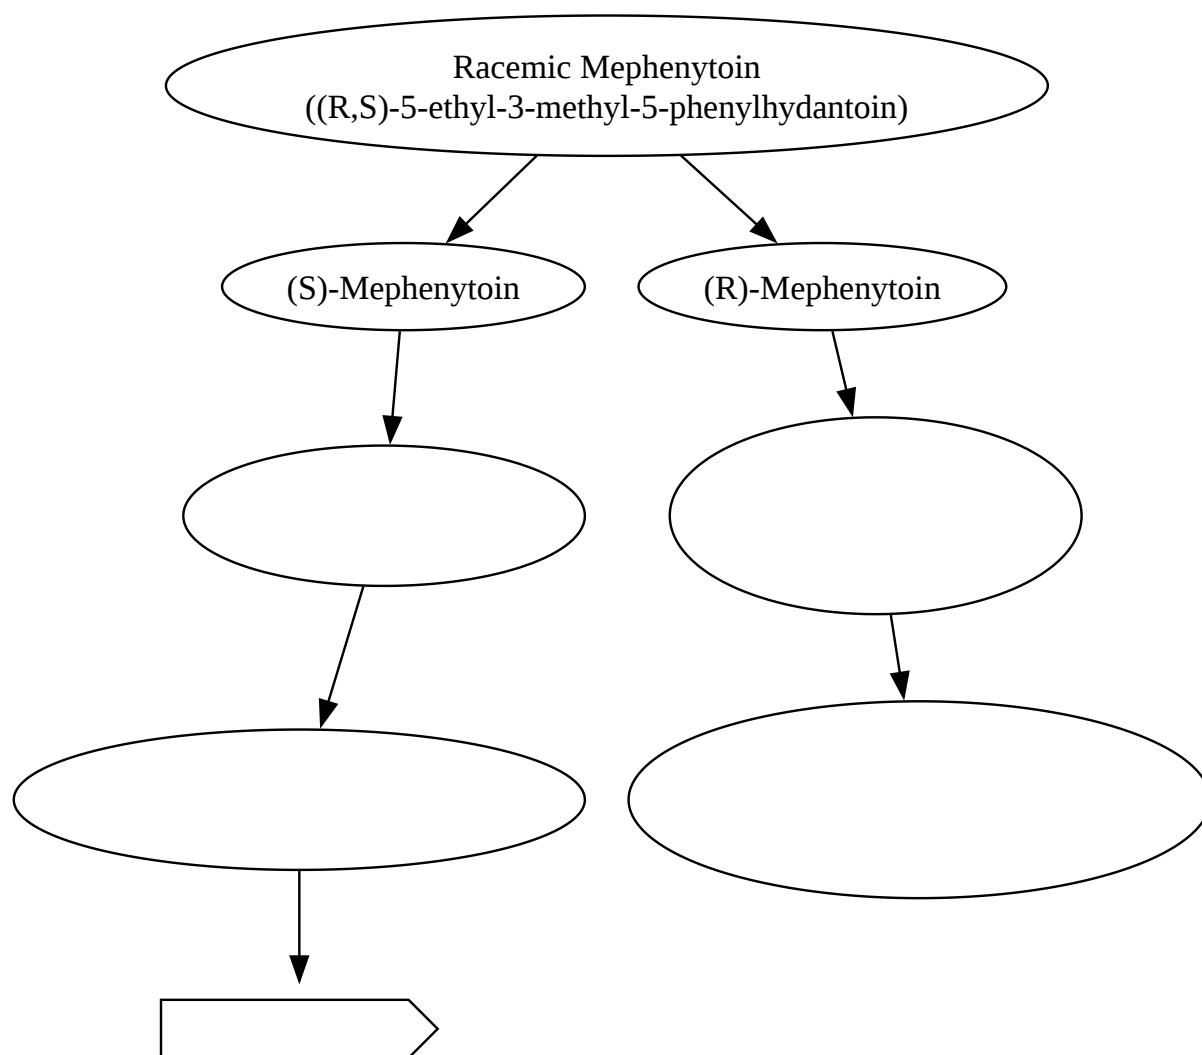 Racemic Mephenytoin
((R,S)-5-ethyl-3-methyl-5-phenylhydantoin)
(S)-Mephenytoin
(R)-Mephenytoin